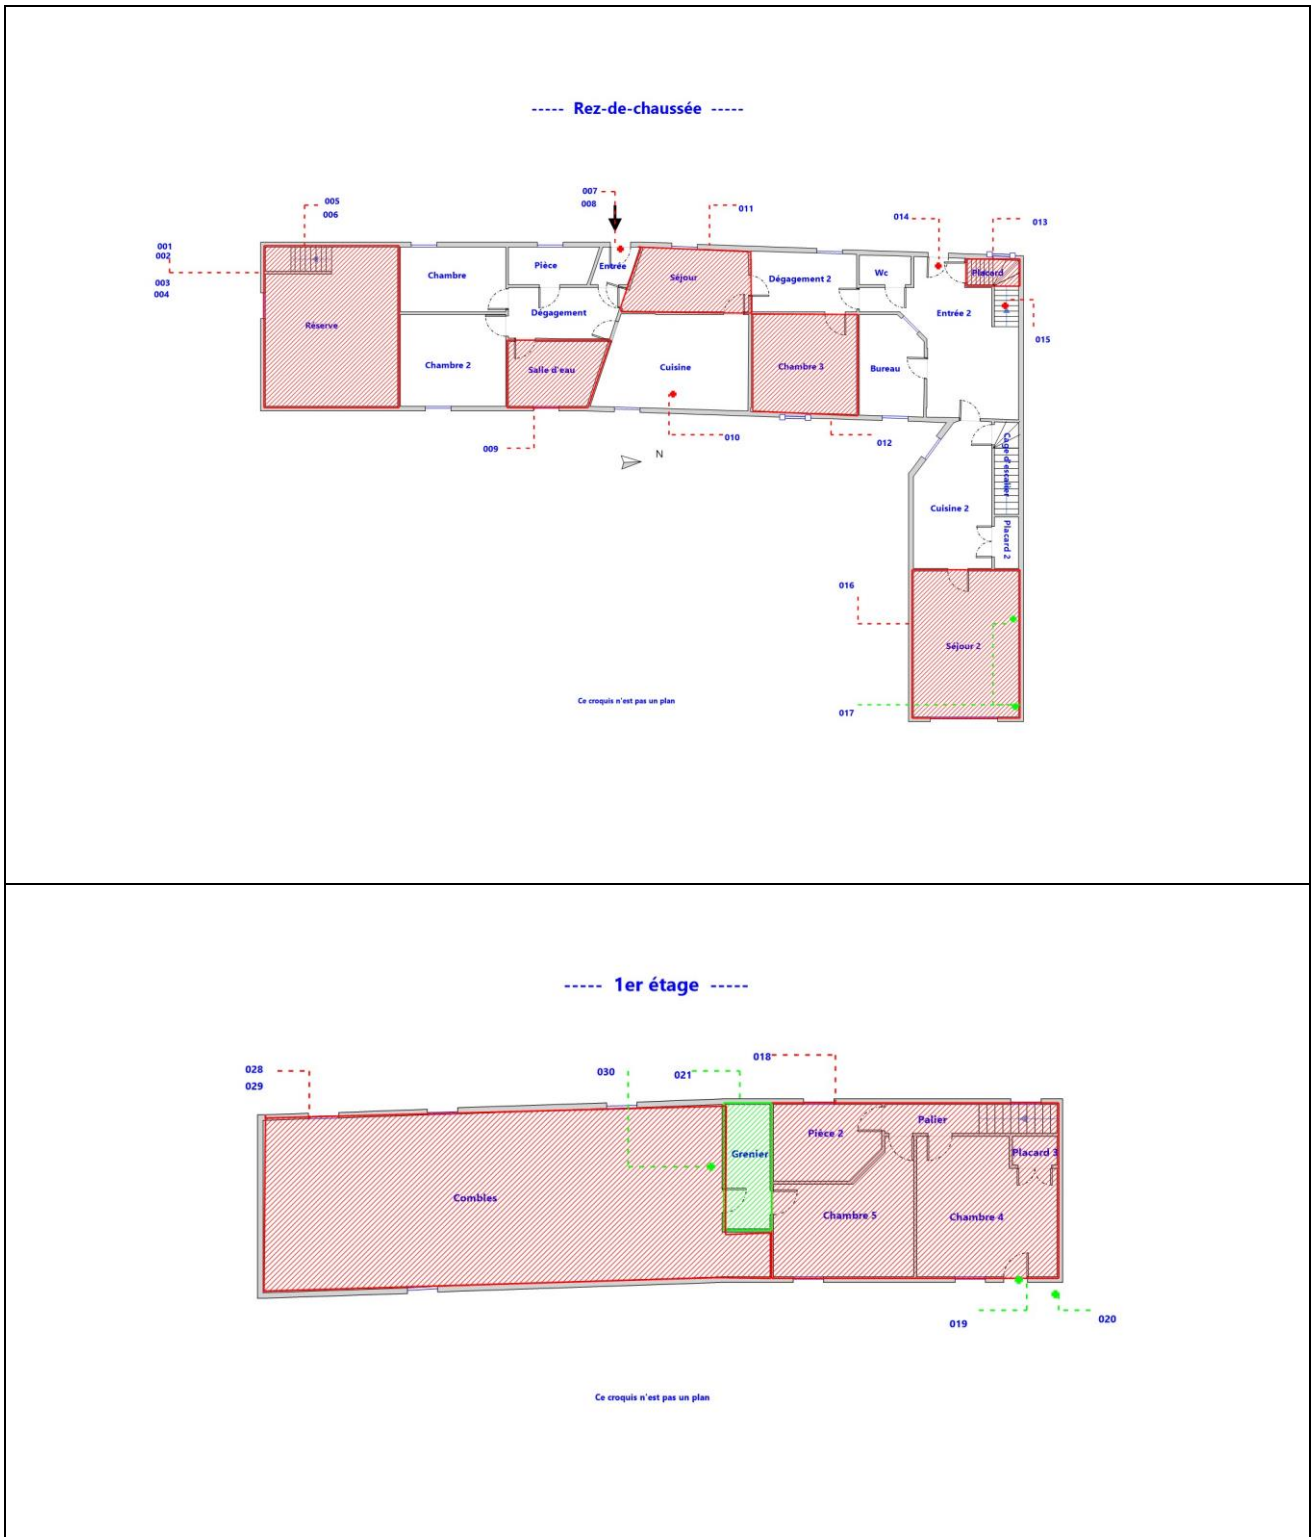 ----- Rez-de-chaussée -----
005
006
007
008
011
014
013
001
002
003
004
Chambre
Pièce
Entrée
Séjour
Dégagement 2
Wc
Placard
Réserve
Dégagement
Entrée 2
015
Chambre 2
Salle d'eau
Cuisine
Chambre 3
Bureau
009
010
012
N
Cage d'escalier
Cuisine 2
Placard 2
016
Séjour 2
017
Ce croquis n'est pas un plan
----- 1er étage -----
028
029
030
021
018
Pièce 2
Palier
Grenier
Placard 3
Combles
Chambre 5
Chambre 4
019
020
Ce croquis n'est pas un plan